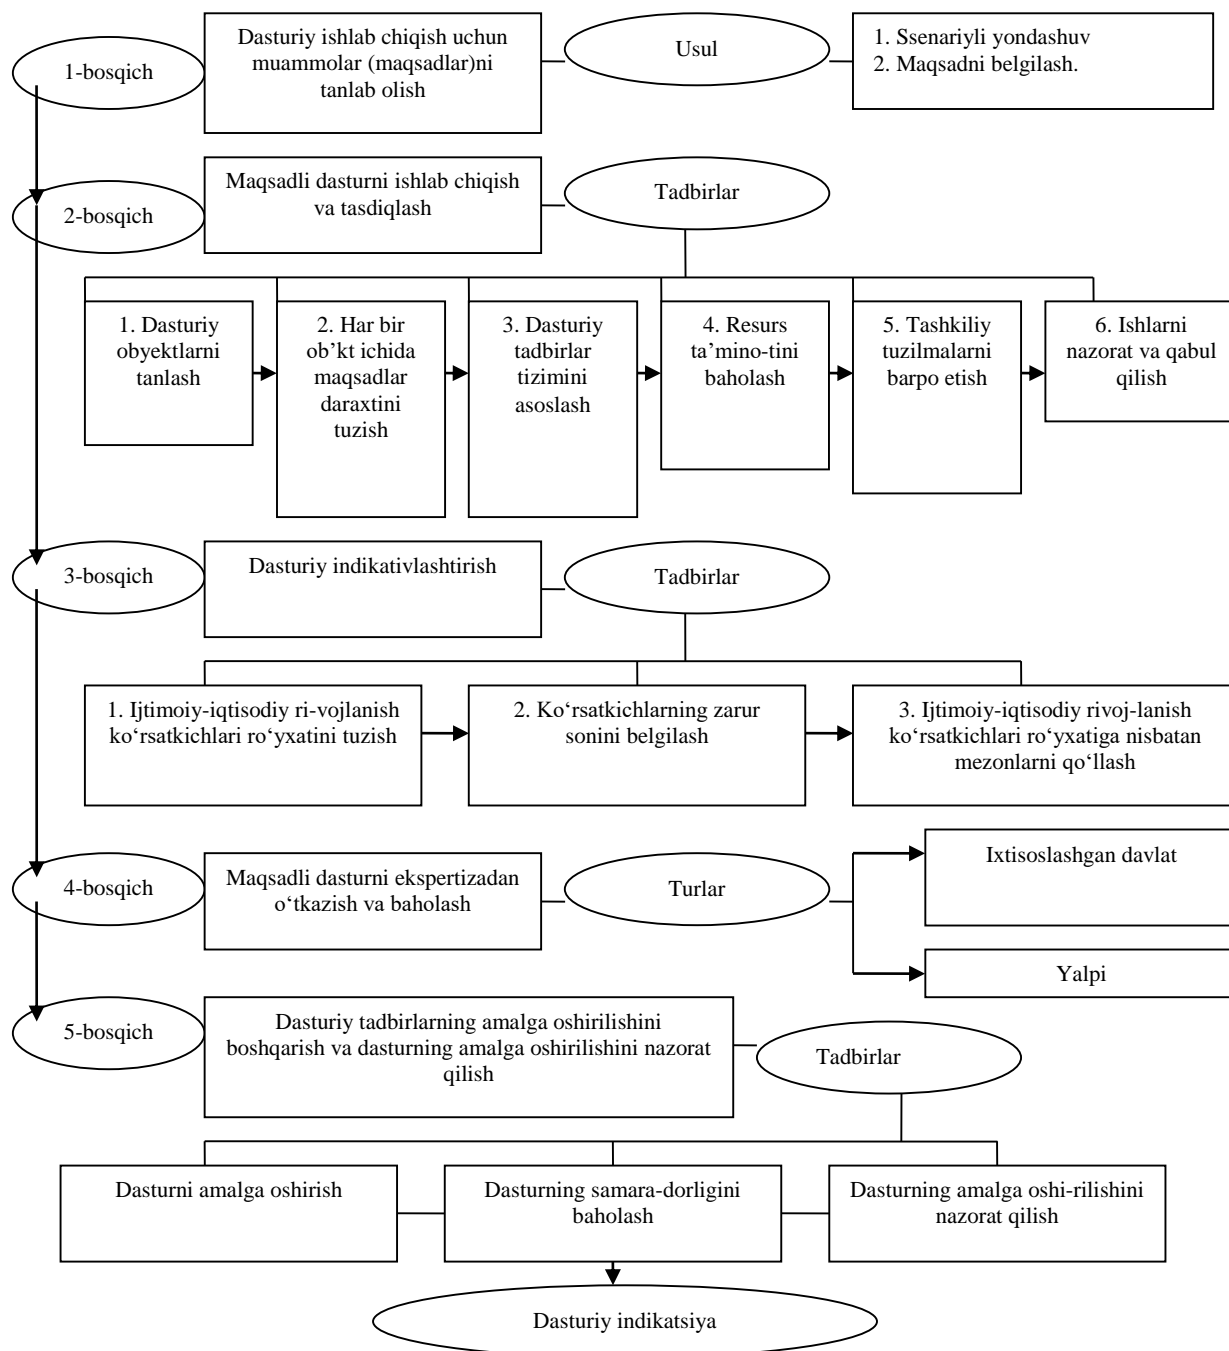 1-bosqich
Dasturiy ishlab chiqish uchun
muammolar (maqsadlar)ni
tanlab olish
Usul
1. Ssenariyli yondashuv
2. Maqsadni belgilash.
2-bosqich
Maqsadli dasturni ishlab chiqish
va tasdiqlash
Tadbirlar
1. Dasturiy
obyektlarni
tanlash
2. Har bir
ob’kt ichida
maqsadlar
daraxtini
tuzish
3. Dasturiy
tadbirlar
tizimini
asoslash
4. Resurs
ta’mino-tini
baholash
5. Tashkiliy
tuzilmalarni
barpo etish
6. Ishlarni
nazorat va qabul
qilish
3-bosqich
Dasturiy indikativlashtirish
Tadbirlar
1. Ijtimoiy-iqtisodiy ri-vojlanish
ko‘rsatkichlari ro‘yxatini tuzish
2. Ko‘rsatkichlarning zarur
sonini belgilash
3. Ijtimoiy-iqtisodiy rivoj-lanish
ko‘rsatkichlari ro‘yxatiga nisbatan
mezonlarni qo‘llash
4-bosqich
Maqsadli dasturni ekspertizadan
o‘tkazish va baholash
Turlar
Ixtisoslashgan davlat
Yalpi
5-bosqich
Dasturiy tadbirlarning amalga oshirilishini
boshqarish va dasturning amalga oshirilishini nazorat
qilish
Tadbirlar
Dasturni amalga oshirish
Dasturning samara-dorligini
baholash
Dasturning amalga oshi-rilishini
nazorat qilish
Dasturiy indikatsiya